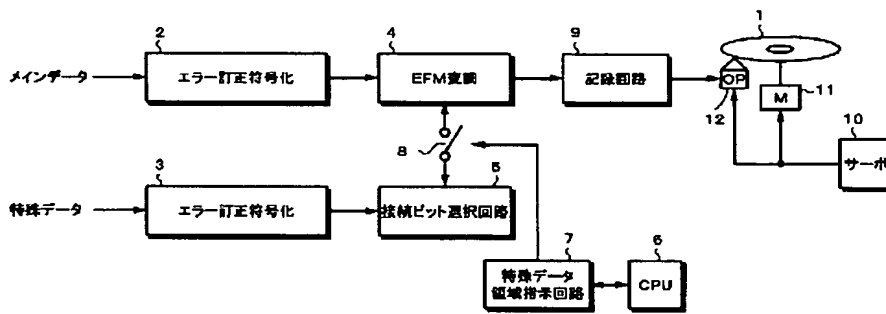 2
4
9
1
メインデータ
エラー訂正符号化
EFM変調
記録回路
OP
M
11
12
10
8
サーボ
3
5
特殊データ
エラー訂正符号化
接続ビット選択回路
7
6
特殊データ
領域指示回路
CPU